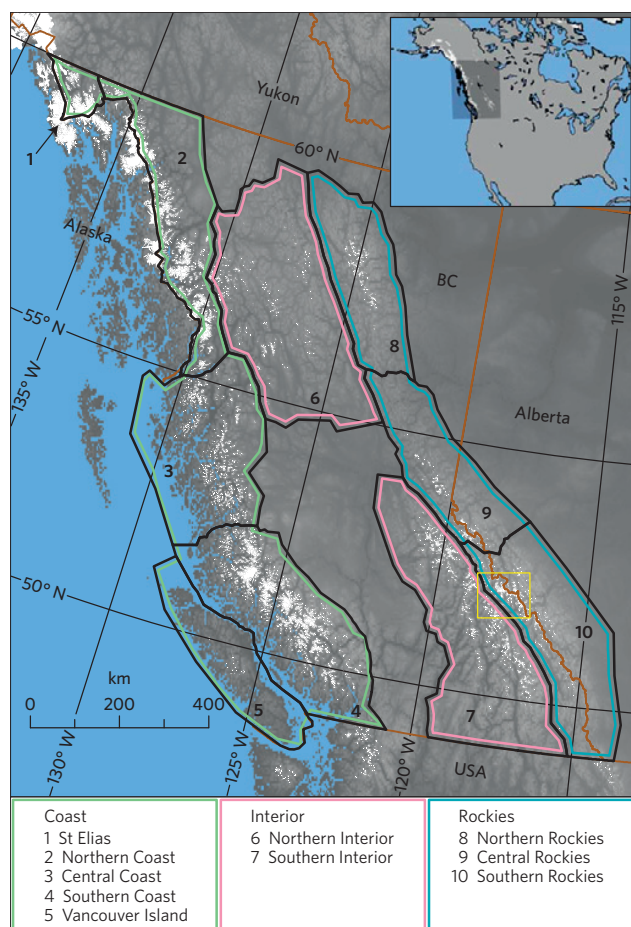 Yukon
60° N
1
2
Alaska
BC
115° W
55° N
8
135° W
6
Alberta
3
9
50° N
10
km
0 200 400
4
5
7
130° W
125° W
120° W
USA
Coast
1 St Elias
2 Northern Coast
3 Central Coast
4 Southern Coast
5 Vancouver Island
Interior
6 Northern Interior
7 Southern Interior
Rockies
8 Northern Rockies
9 Central Rockies
10 Southern Rockies